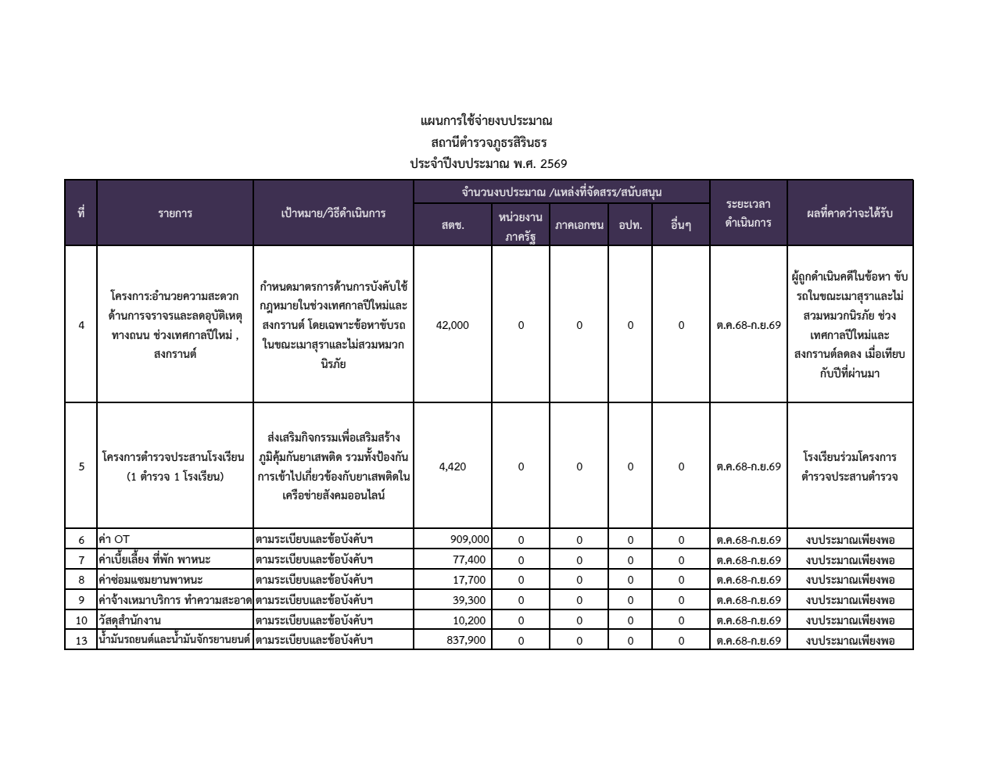 แผนการใช้จ่ายงบประมาณ
สถานีตำรวจภูธรสิรินธร
ประจำปีงบประมาณ พ.ศ. 2569
ที่ รายการ เป้าหมาย/วิธีดำเนินการ จำนวนงบประมาณ /แหล่งที่จัดสรร/สนับสนุน ระยะเวลา ดำเนินการ ผลที่คาดว่าจะได้รับ
สตช. หน่วยงาน ภาครัฐ ภาคเอกชน อปท. อื่นๆ
4
โครงการ:อำนวยความสะดวก
ด้านการจราจรและลดอุบัติเหตุ
ทางถนน ช่วงเทศกาลปีใหม่ ,
สงกรานต์
กำหนดมาตรการด้านการบังคับใช้
กฎหมายในช่วงเทศกาลปีใหม่และ
สงกรานต์ โดยเฉพาะข้อหาขับรถ
ในขณะเมาสุราและไม่สวมหมวก
นิรภัย
42,000 0 0 0 0 ต.ค.68-ก.ย.69
ผู้ถูกดำเนินคดีในข้อหา ขับ
รถในขณะเมาสุราและไม่
สวมหมวกนิรภัย ช่วง
เทศกาลปีใหม่และ
สงกรานต์ลดลง เมื่อเทียบ
กับปีที่ผ่านมา
5
โครงการตำรวจประสานโรงเรียน
(1 ตำรวจ 1 โรงเรียน)
ส่งเสริมกิจกรรมเพื่อเสริมสร้าง
ภูมิคุ้มกันยาเสพติด รวมทั้งป้องกัน
การเข้าไปเกี่ยวข้องกับยาเสพติดใน
เครือข่ายสังคมออนไลน์
4,420 0 0 0 0 ต.ค.68-ก.ย.69
โรงเรียนร่วมโครงการ
ตำรวจประสานตำรวจ
6 ค่า OT ตามระเบียบและข้อบังคับฯ 909,000 0 0 0 0 ต.ค.68-ก.ย.69 งบประมาณเพียงพอ
7 ค่าเบี้ยเลี้ยง ที่พัก พาหนะ ตามระเบียบและข้อบังคับฯ 77,400 0 0 0 0 ต.ค.68-ก.ย.69 งบประมาณเพียงพอ
8 ค่าซ่อมแซมยานพาหนะ ตามระเบียบและข้อบังคับฯ 17,700 0 0 0 0 ต.ค.68-ก.ย.69 งบประมาณเพียงพอ
9 ค่าจ้างเหมาบริการ ทำความสะอาด ตามระเบียบและข้อบังคับฯ 39,300 0 0 0 0 ต.ค.68-ก.ย.69 งบประมาณเพียงพอ
10 วัสดุสำนักงาน ตามระเบียบและข้อบังคับฯ 10,200 0 0 0 0 ต.ค.68-ก.ย.69 งบประมาณเพียงพอ
13 น้ำมันรถยนต์และน้ำมันจักรยานยนต์ ตามระเบียบและข้อบังคับฯ 837,900 0 0 0 0 ต.ค.68-ก.ย.69 งบประมาณเพียงพอ